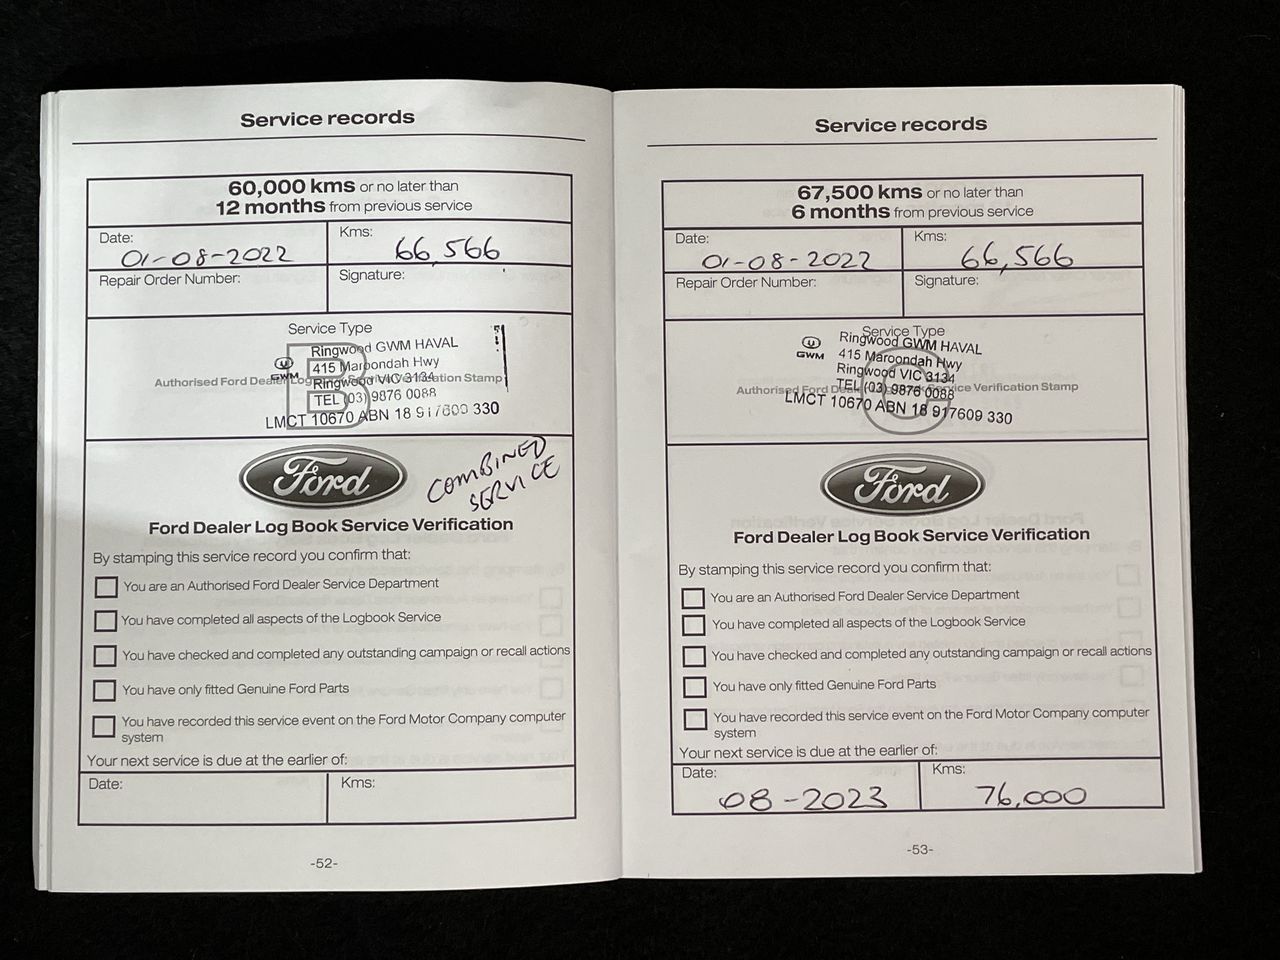 Service records
60,000 kms or no later than
12 months from previous service
Date:
01-08-2022
Kms:
66,566
Repair Order Number:
Signature:
Service Type
B
Ringwood GWM HAVAL
GWM
415 Maroondah Hwy
Ringwood VIC 3134
Authorised Ford Dealer Log Service Verification Stamp
TEL (03) 9876 0088
LMCT 10670 ABN 18 917609 330
Ford
COMBINED
SERVICE
Ford Dealer Log Book Service Verification
By stamping this service record you confirm that:
You are an Authorised Ford Dealer Service Department
You have completed all aspects of the Logbook Service
You have checked and completed any outstanding campaign or recall actions
You have only fitted Genuine Ford Parts
You have recorded this service event on the Ford Motor Company computer
system
Your next service is due at the earlier of:
Date:
Kms:
-52-
Service records
67,500 kms or no later than
6 months from previous service
Date:
01-08-2022
Kms:
66,566
Repair Order Number:
Signature:
Service Type
C
Ringwood GWM HAVAL
GWM
415 Maroondah Hwy
Ringwood VIC 3134
Authorised Ford Service Verification Stamp
TEL (03) 9876 0088
LMCT 10670 ABN 18 917609 330
Ford
Ford Dealer Log Book Service Verification
By stamping this service record you confirm that:
You are an Authorised Ford Dealer Service Department
You have completed all aspects of the Logbook Service
You have checked and completed any outstanding campaign or recall actions
You have only fitted Genuine Ford Parts
You have recorded this service event on the Ford Motor Company computer
system
Your next service is due at the earlier of:
Date:
08-2023
Kms:
76,000
-53-